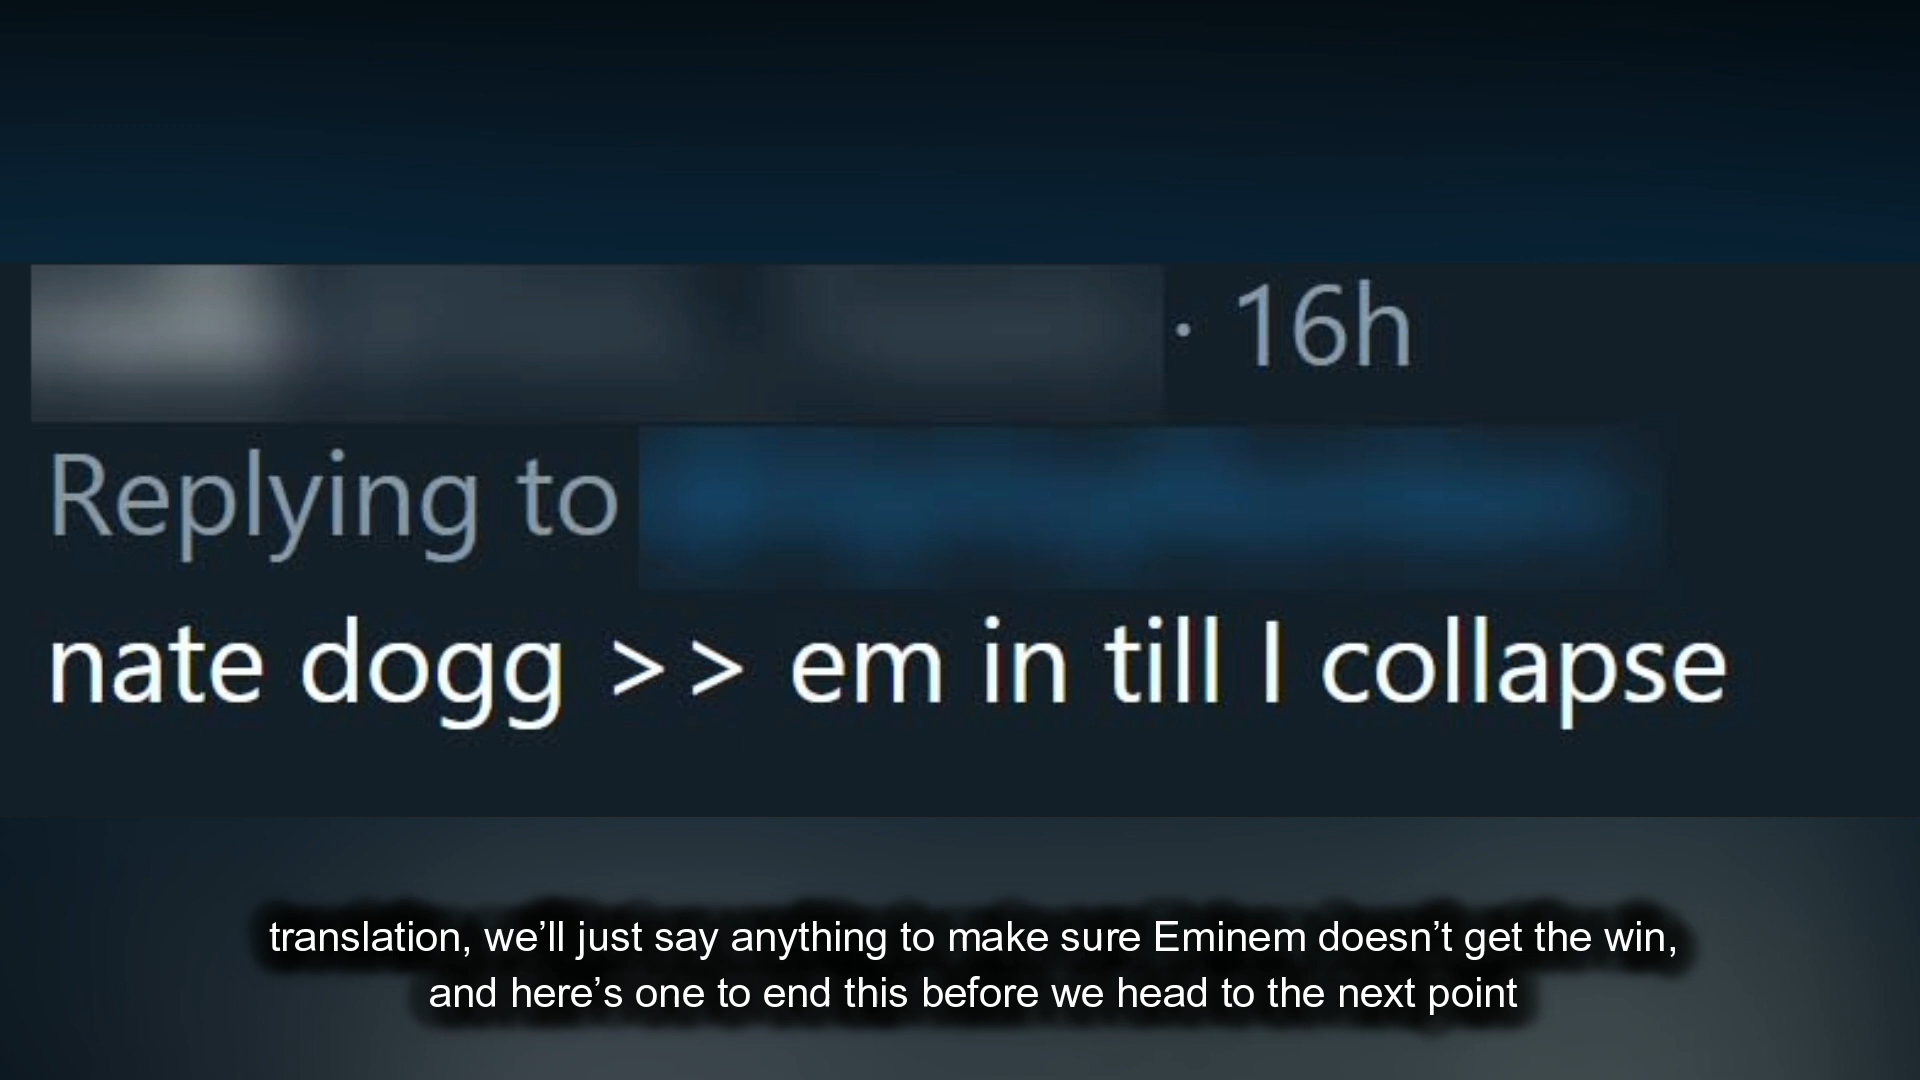 · 16h
Replying to
nate dogg >> em in till I collapse
translation, we’ll just say anything to make sure Eminem doesn’t get the win,
and here’s one to end this before we head to the next point